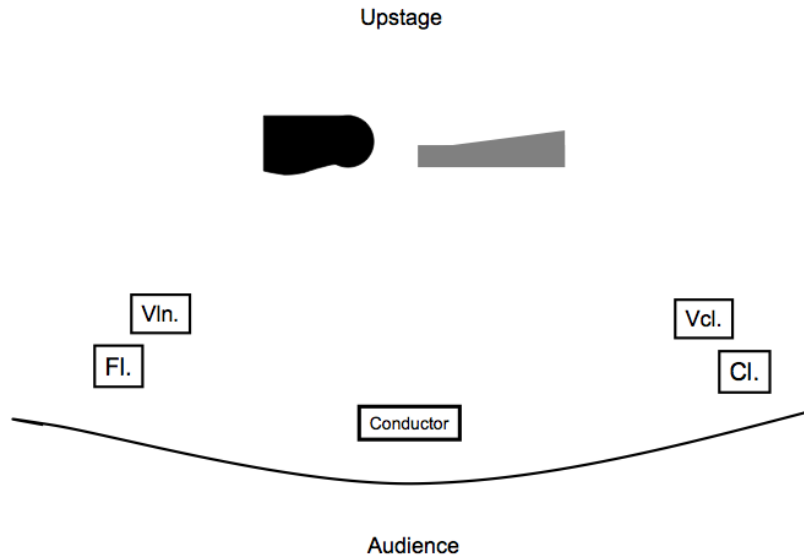 Upstage
Vln.
Vcl.
Fl.
Cl.
Conductor
Audience